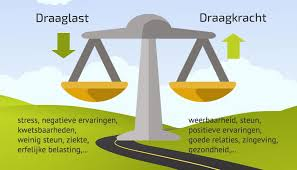 Draaglast
Draagkracht
stress, negatieve ervaringen,
kwetsbaarheden,
weinig steun, ziekte,
erfelijke belasting,...
weerbaarheid, steun,
positieve ervaringen,
goede relaties, zingeving,
gezondheid,...